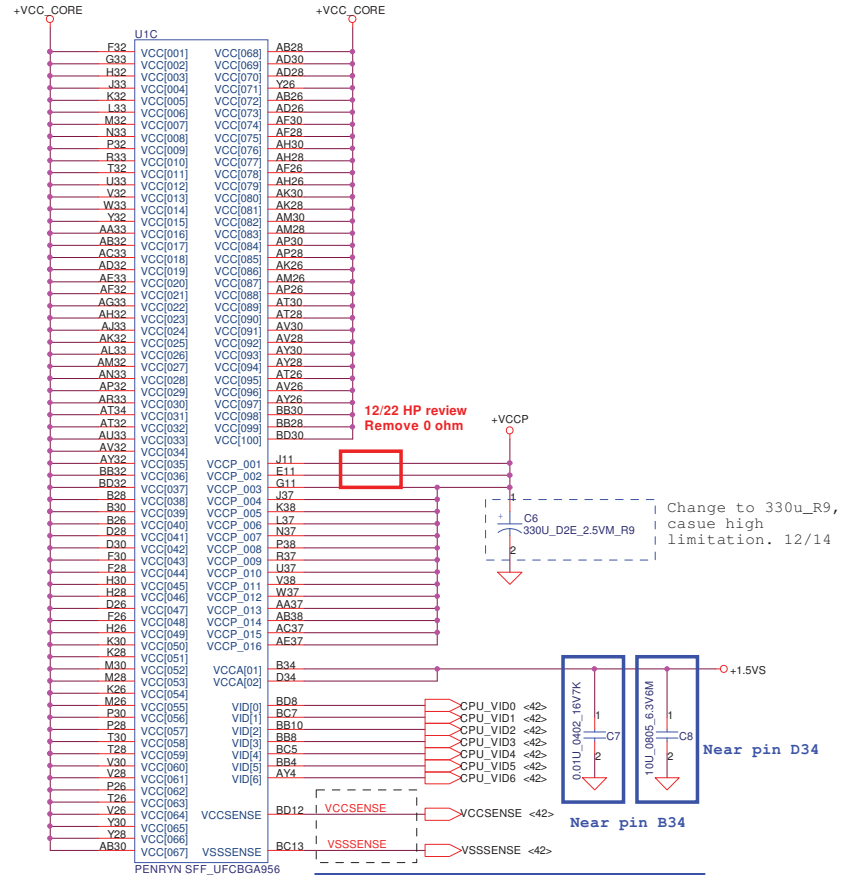 +VCC_CORE +VCC_CORE
U1C
F32 VCC[001] VCC[068] AB28
G33 VCC[002] VCC[069] AD30
H32 VCC[003] VCC[070] AD28
J33 VCC[004] VCC[071] Y26
K32 VCC[005] VCC[072] AB26
L33 VCC[006] VCC[073] AD26
M32 VCC[007] VCC[074] AF30
N33 VCC[008] VCC[075] AF28
P32 VCC[009] VCC[076] AH30
R33 VCC[010] VCC[077] AH28
T32 VCC[011] VCC[078] AF26
U33 VCC[012] VCC[079] AH26
V32 VCC[013] VCC[080] AK30
W33 VCC[014] VCC[081] AK28
Y32 VCC[015] VCC[082] AM30
AA33 VCC[016] VCC[083] AM28
AB32 VCC[017] VCC[084] AP30
AC33 VCC[018] VCC[085] AP28
AD32 VCC[019] VCC[086] AK26
AE33 VCC[020] VCC[087] AM26
AF32 VCC[021] VCC[088] AP26
AG33 VCC[022] VCC[089] AT30
AH32 VCC[023] VCC[090] AT28
AJ33 VCC[024] VCC[091] AV30
AK32 VCC[025] VCC[092] AV28
AL33 VCC[026] VCC[093] AY30
AM32 VCC[027] VCC[094] AY28
AN33 VCC[028] VCC[095] AT26
AP32 VCC[029] VCC[096] AV26
AR33 VCC[030] VCC[097] AY26
AT34 VCC[031] VCC[098] BB30
AT32 VCC[032] VCC[099] BB28
AU33 VCC[033] VCC[100] BD30
AV32 VCC[034]
AY32 VCC[035] VCCP_001 J11
BB32 VCC[036] VCCP_002 E11
BD32 VCC[037] VCCP_003 G11
B28 VCC[038] VCCP_004 J37
B30 VCC[039] VCCP_005 K38
B26 VCC[040] VCCP_006 L37
D28 VCC[041] VCCP_007 N37
D30 VCC[042] VCCP_008 P38
F30 VCC[043] VCCP_009 R37
F28 VCC[044] VCCP_010 U37
H30 VCC[045] VCCP_011 V38
H28 VCC[046] VCCP_012 W37
D26 VCC[047] VCCP_013 AA37
F26 VCC[048] VCCP_014 AB38
H26 VCC[049] VCCP_015 AC37
K30 VCC[050] VCCP_016 AE37
K28 VCC[051]
M30 VCC[052] VCCA[01] B34
M28 VCC[053] VCCA[02] D34
K26 VCC[054]
M26 VCC[055] VID[0] BD8 CPU_VID0 <42>
P30 VCC[056] VID[1] BC7 CPU_VID1 <42>
P28 VCC[057] VID[2] BB10 CPU_VID2 <42>
T30 VCC[058] VID[3] BB8 CPU_VID3 <42>
T28 VCC[059] VID[4] BC5 CPU_VID4 <42>
V30 VCC[060] VID[5] BB4 CPU_VID5 <42>
V28 VCC[061] VID[6] AY4 CPU_VID6 <42>
P26 VCC[062]
T26 VCC[063]
V26 VCC[064] VCCSENSE BD12 VCCSENSE VCCSENSE <42>
Y30 VCC[065]
Y28 VCC[066]
AB30 VCC[067] VSSSENSE BC13 VSSSENSE VSSSENSE <42>
PENRYN SFF_UFCBGA956
12/22 HP review
Remove 0 ohm
+VCCP
1
+
C6
330U_D2E_2.5VM_R9
2
Change to 330u_R9,
casue high
limitation. 12/14
+1.5VS
0.01U_0402_16V7K
1
C7
2
10U_0805_6.3V6M
1
C8
2
Near pin D34
Near pin B34